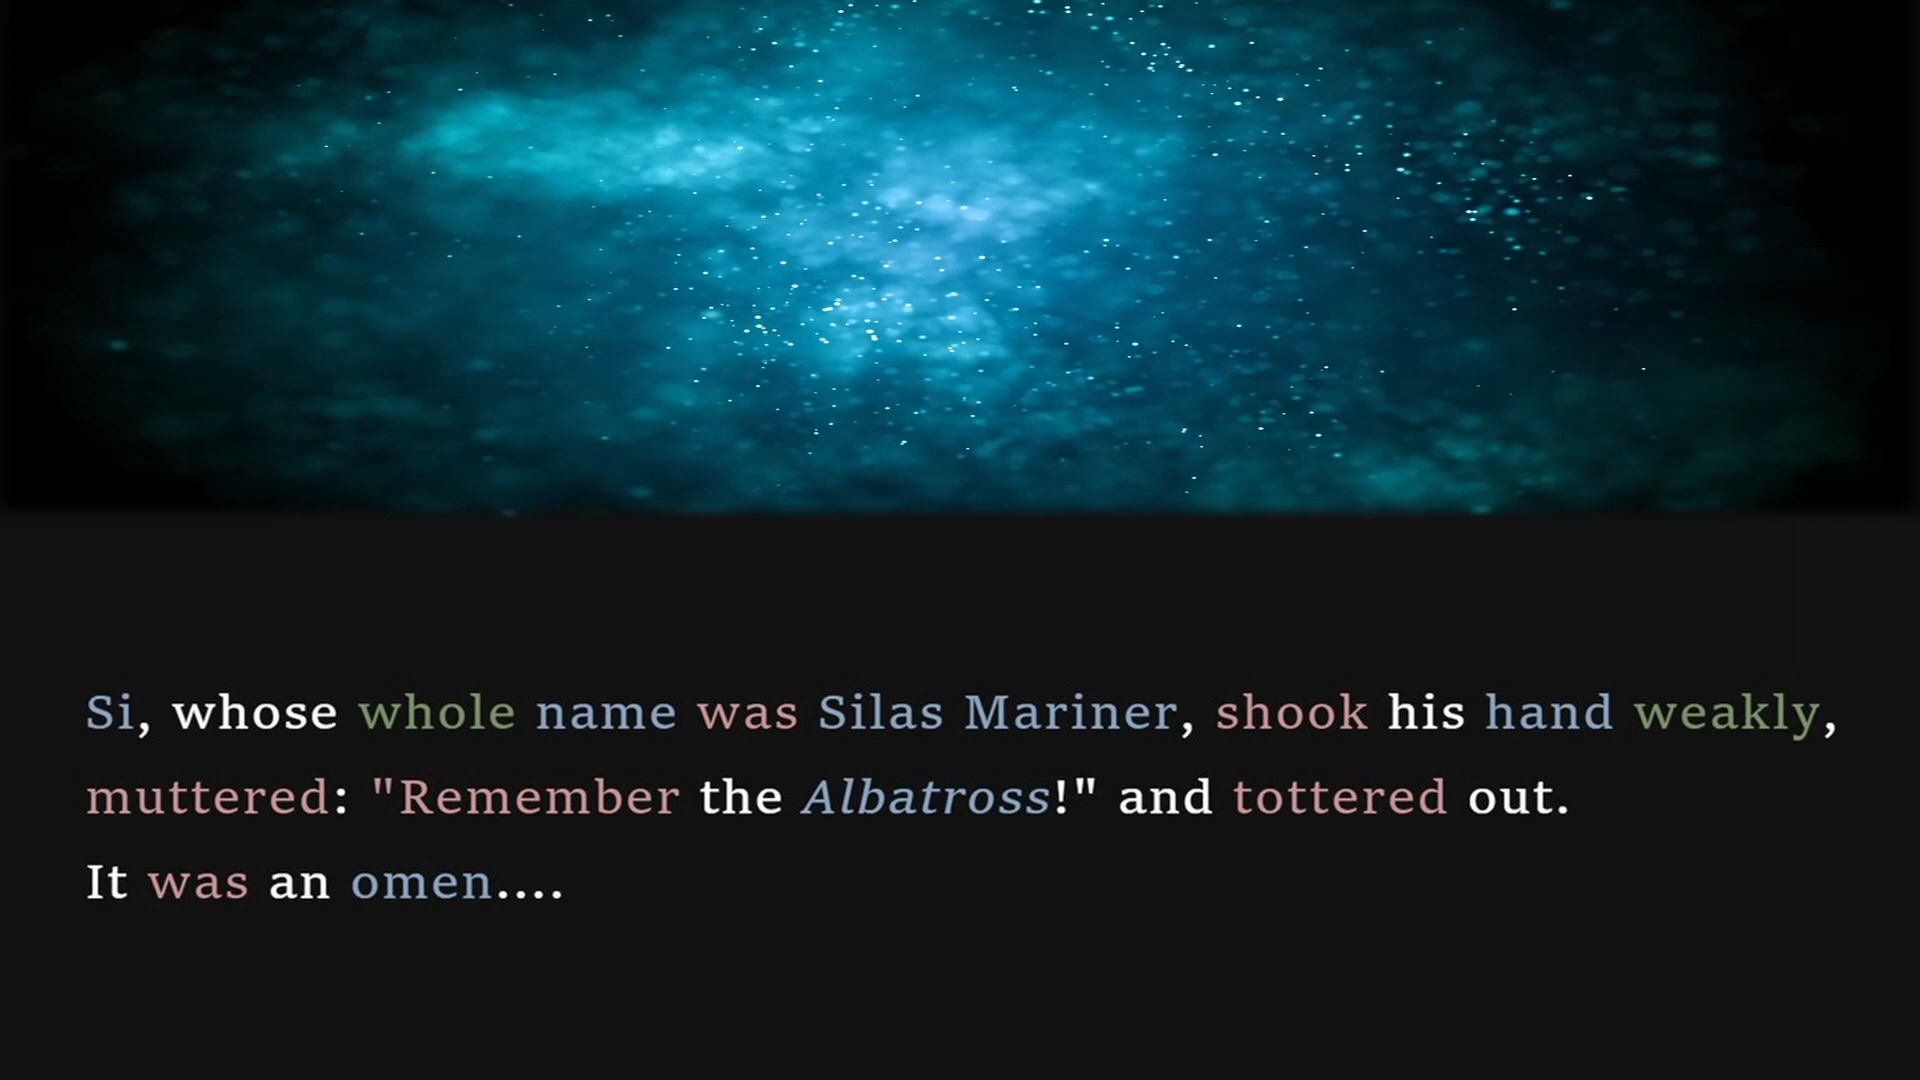 Si, whose whole name was Silas Mariner, shook his hand weakly,
muttered: "Remember the Albatross!" and tottered out.
It was an omen....